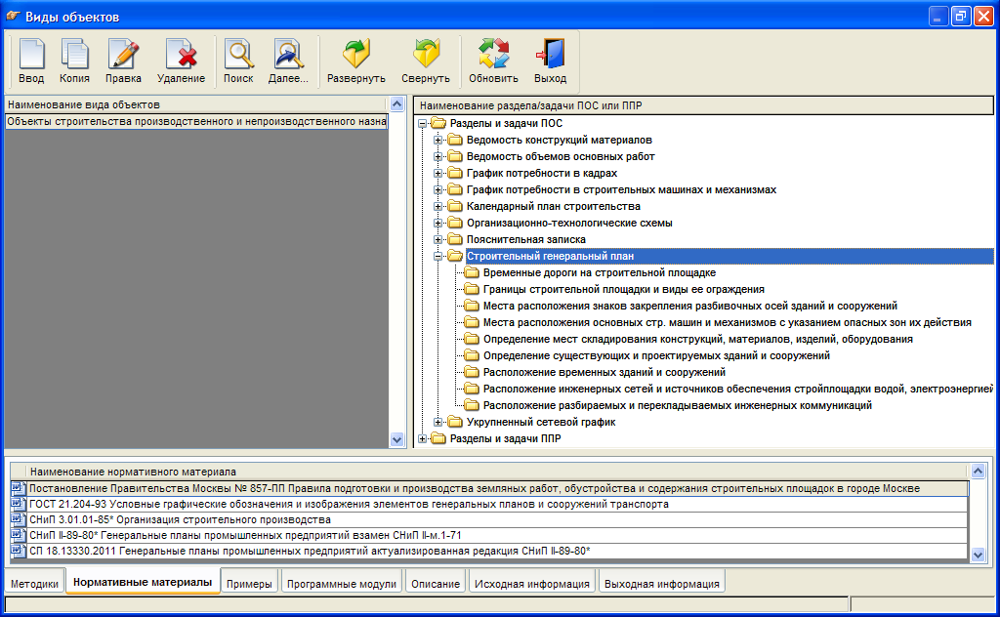 Виды объектов
Ввод Копия Правка Удаление Поиск Далее... Развернуть Свернуть Обновить Выход
Наименование вида объектов
Объекты строительства производственного и непроизводственного назна
Наименование раздела/задачи ПОС или ППР
Разделы и задачи ПОС
Ведомость конструкций материалов
Ведомость объемов основных работ
График потребности в кадрах
График потребности в строительных машинах и механизмах
Календарный план строительства
Организационно-технологические схемы
Пояснительная записка
Строительный генеральный план
Временные дороги на строительной площадке
Границы строительной площадки и виды ее ограждения
Места расположения знаков закрепления разбивочных осей зданий и сооружений
Места расположения основных стр. машин и механизмов с указанием опасных зон их действия
Определение мест складирования конструкций, материалов, изделий, оборудования
Определение существующих и проектируемых зданий и сооружений
Расположение временных зданий и сооружений
Расположение инженерных сетей и источников обеспечения стройплощадки водой, электроэнергией
Расположение разбираемых и перекладываемых инженерных коммуникаций
Укрупненный сетевой график
Разделы и задачи ППР
Наименование нормативного материала
Постановление Правительства Москвы № 857-ПП Правила подготовки и производства земляных работ, обустройства и содержания строительных площадок в городе Москве
ГОСТ 21.204-93 Условные графические обозначения и изображения элементов генеральных планов и сооружений транспорта
СНиП 3.01.01-85* Организация строительного производства
СНиП II-89-80* Генеральные планы промышленных предприятий взамен СНиП II-м.1-71
СП 18.13330.2011 Генеральные планы промышленных предприятий актуализированная редакция СНиП II-89-80*
Методики Нормативные материалы Примеры Программные модули Описание Исходная информация Выходная информация